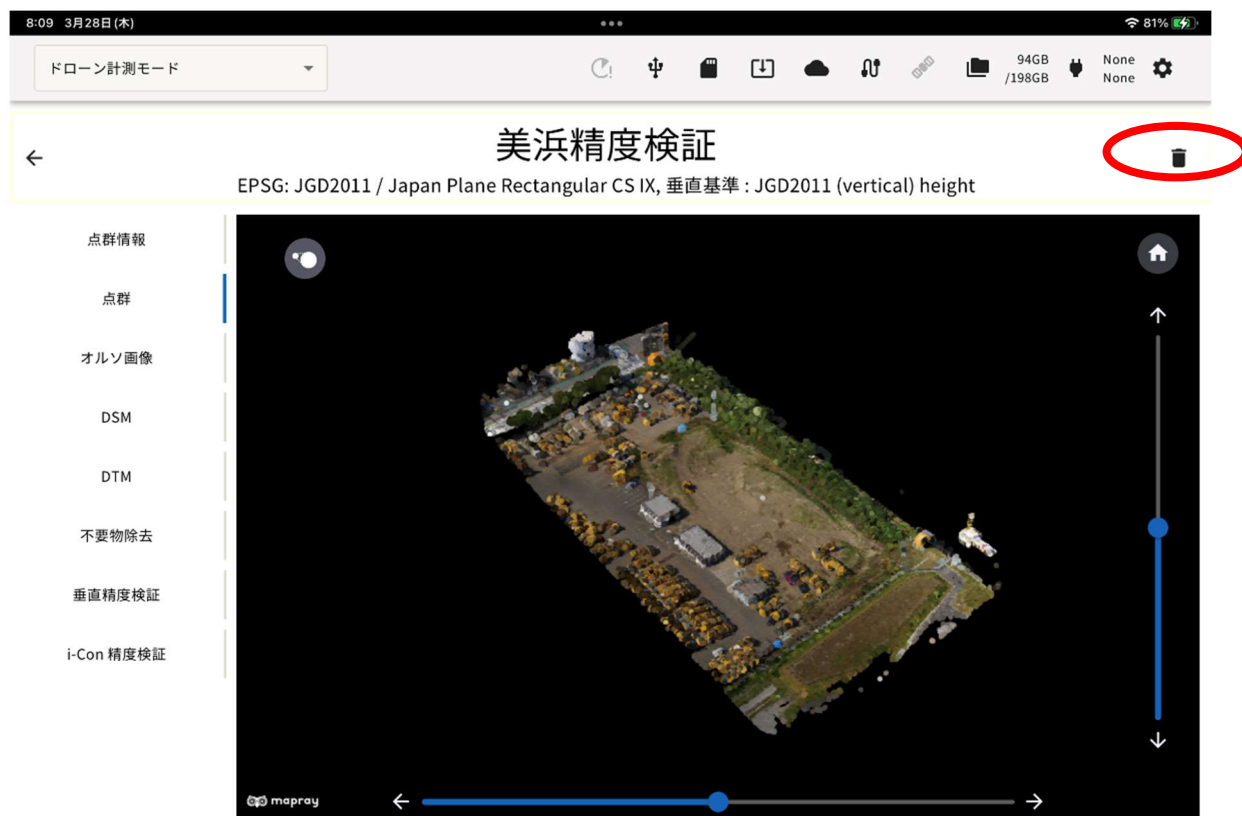 8:09 3月28日(木)
81%
ドローン計測モード
94GB
/198GB
None
None
美浜精度検証
EPSG: JGD2011 / Japan Plane Rectangular CS IX, 垂直基準 : JGD2011 (vertical) height
点群情報
点群
オルソ画像
DSM
DTM
不要物除去
垂直精度検証
i-Con 精度検証
mapray